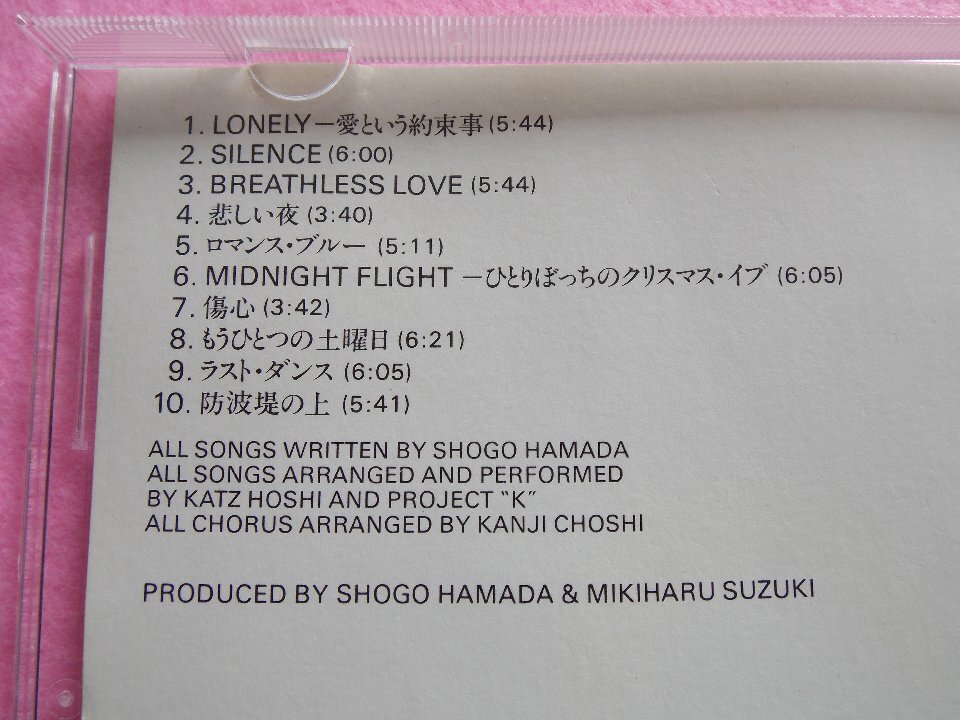 1. LONELY—愛という約束事 (5:44)
2. SILENCE (6:00)
3. BREATHLESS LOVE (5:44)
4. 悲しい夜 (3:40)
5. ロマンス・ブルー (5:11)
6. MIDNIGHT FLIGHT —ひとりぼっちのクリスマス・イブ (6:05)
7. 傷心 (3:42)
8. もうひとつの土曜日 (6:21)
9. ラスト・ダンス (6:05)
10. 防波堤の上 (5:41)
ALL SONGS WRITTEN BY SHOGO HAMADA
ALL SONGS ARRANGED AND PERFORMED
BY KATZ HOSHI AND PROJECT "K"
ALL CHORUS ARRANGED BY KANJI CHOSHI
PRODUCED BY SHOGO HAMADA & MIKIHARU SUZUKI